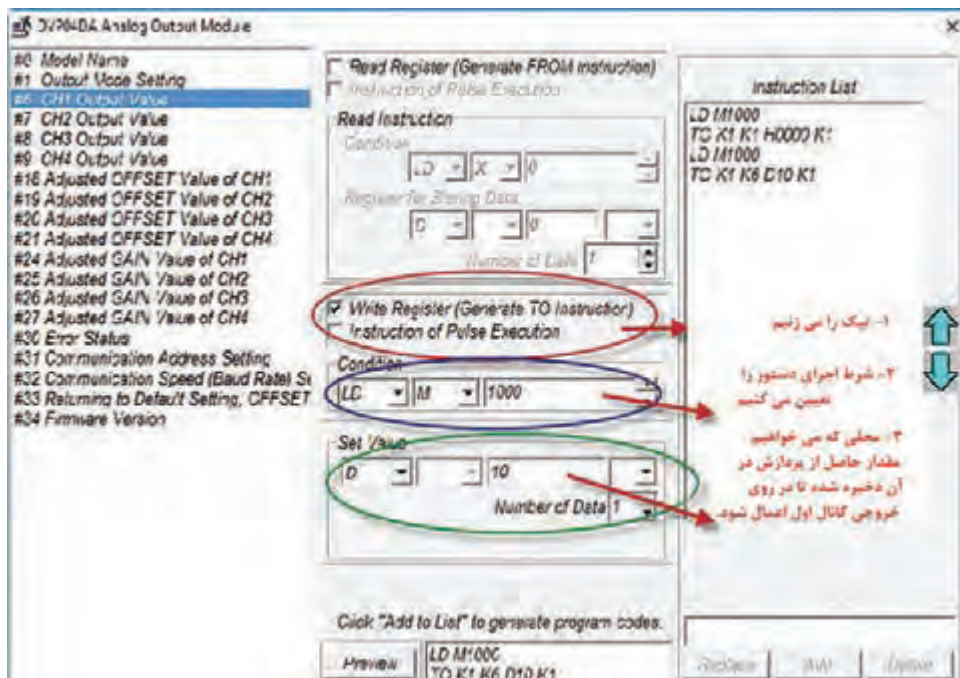 DVP04DA Analog Output Module
#0 Model Name
#1 Output Mode Setting
#6 CH1 Output Value
#7 CH2 Output Value
#8 CH3 Output Value
#9 CH4 Output Value
#18 Adjusted OFFSET Value of CH1
#19 Adjusted OFFSET Value of CH2
#20 Adjusted OFFSET Value of CH3
#21 Adjusted OFFSET Value of CH4
#24 Adjusted GAIN Value of CH1
#25 Adjusted GAIN Value of CH2
#26 Adjusted GAIN Value of CH3
#27 Adjusted GAIN Value of CH4
#30 Error Status
#31 Communication Address Setting
#32 Communication Speed (Baud Rate) Se
#33 Returning to Default Setting, OFFSET
#34 Firmware Version
Read Register (Generate FROM Instruction)
Instruction of Pulse Execution
Read Instruction
Condition
LD X 0
Register for Storing Data
D 0
Number of Data 1
Write Register (Generate TO Instruction)
Instruction of Pulse Execution
Condition
LD M 1000
Set Value
D 10
Number of Data 1
Click "Add to List" to generate program codes.
Preview
LD M1000
TO K1 K6 D10 K1
Instruction List
LD M1000
TO K1 K1 H0000 K1
LD M1000
TO K1 K6 D10 K1
۱- تیک را می زنیم
۲- شرط اجرای دستور را
تعیین می کنیم
۳- محلی که می خواهیم
مقدار حاصل از پردازش در
آن ذخیره شده تا در روی
خروجی کانال اول اعمال شود.
Replace Add Delete